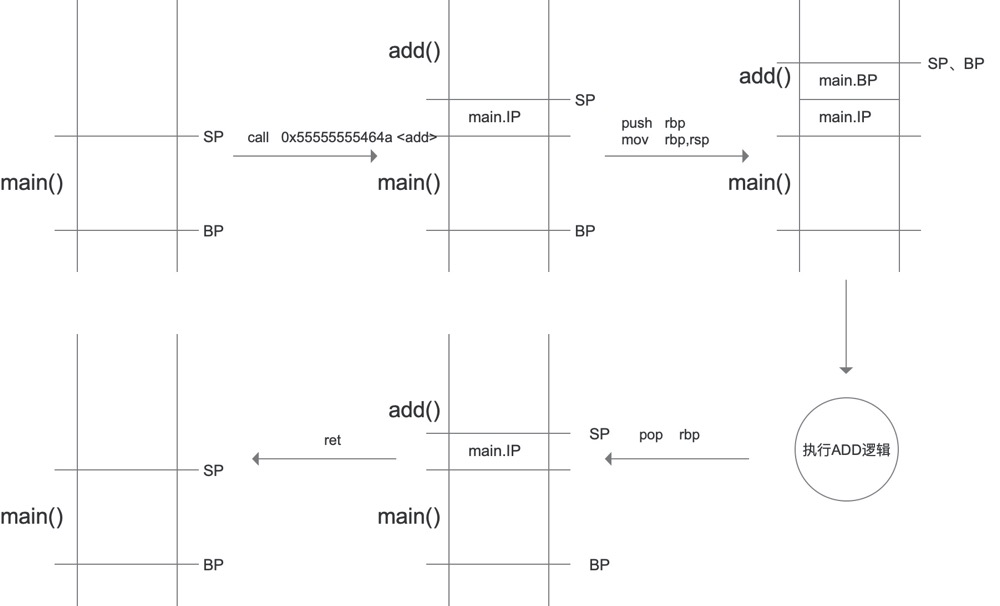 add()
SP
main.IP
main()
BP
call 0x55555555464a <add>
SP
main()
BP
push rbp
mov rbp,rsp
add()
SP、BP
main.BP
main.IP
main()
执行ADD逻辑
pop rbp
add()
SP
main.IP
main()
BP
ret
SP
main()
BP